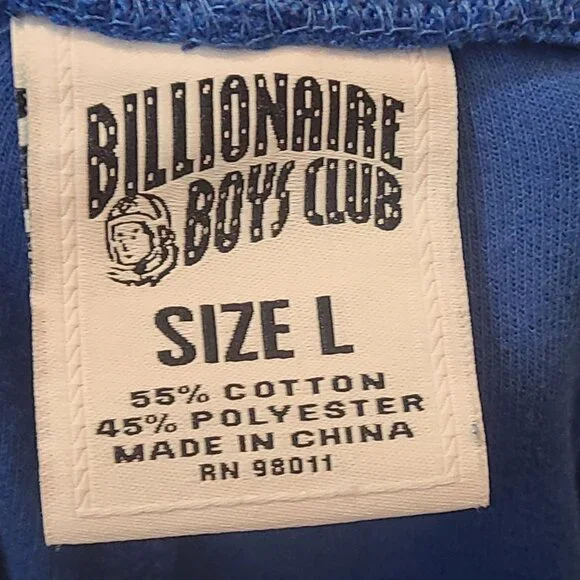 BILLIONAIRE
BOYS CLUB
SIZE L
55% COTTON
45% POLYESTER
MADE IN CHINA
RN 98011